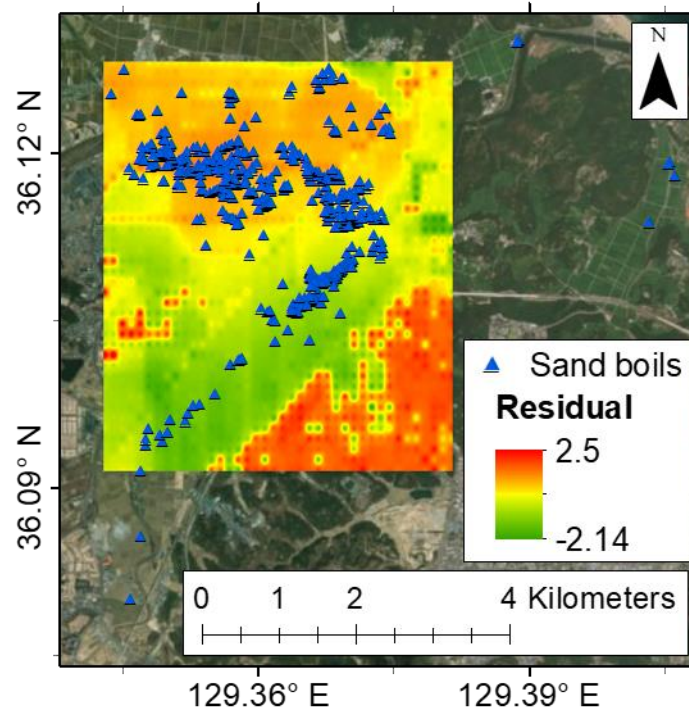 N
36.12° N
36.09° N
Sand boils
Residual
2.5
-2.14
0 1 2 4 Kilometers
129.36° E 129.39° E